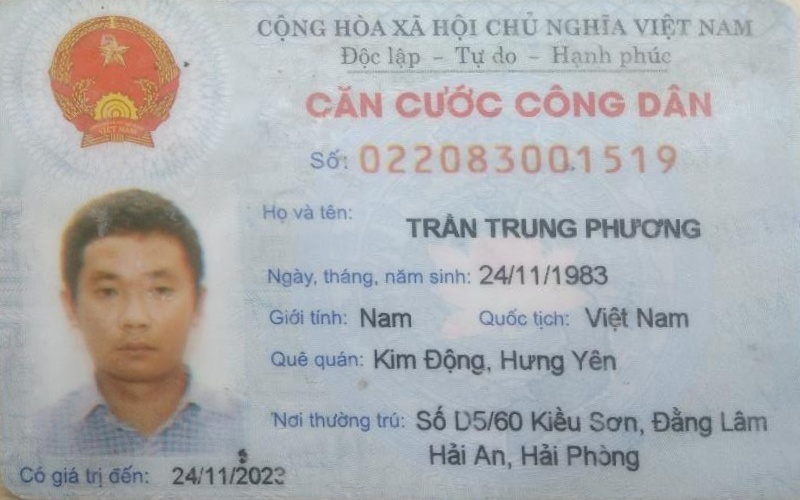 CỘNG HÒA XÃ HỘI CHỦ NGHĨA VIỆT NAM
Độc lập - Tự do - Hạnh phúc
CĂN CƯỚC CÔNG DÂN
Số: 022083001519
Họ và tên: TRẦN TRUNG PHƯƠNG
Ngày, tháng, năm sinh: 24/11/1983
Giới tính: Nam Quốc tịch: Việt Nam
Quê quán: Kim Động, Hưng Yên
Nơi thường trú: Số D5/60 Kiều Sơn, Đằng Lâm
Hải An, Hải Phòng
Có giá trị đến: 24/11/2023
VIỆT NAM